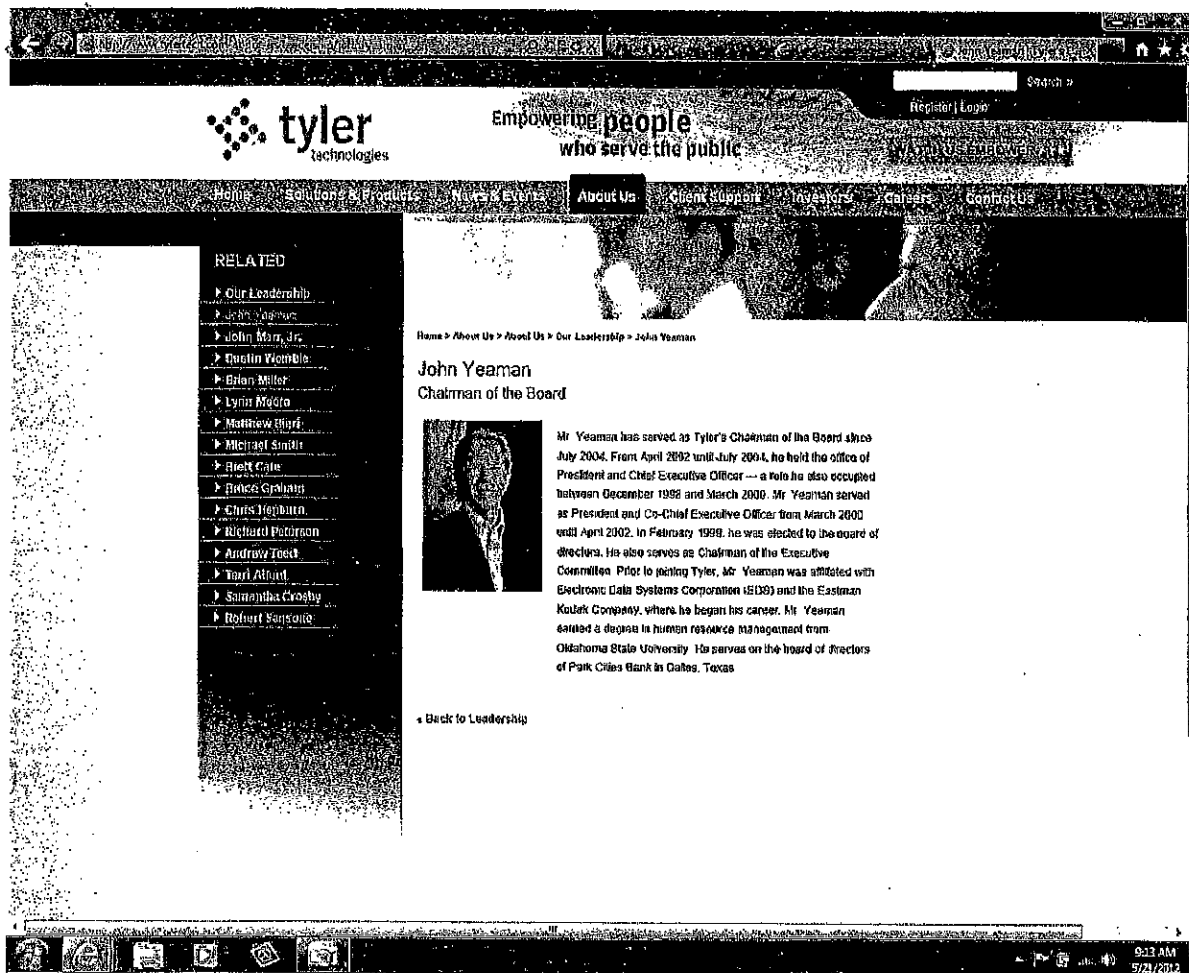 Search »
Register | Login
tyler
technologies
Empowering people
who serve the public
Home Solutions & Products News & Events About Us Client Support Investors Careers Contact Us
RELATED
Our Leadership
John Yeaman
John Marr, Jr.
Dustin Womble
Brian Miller
Lynn Moore
Matthew
Michael Smith
Brett Cate
Bruce Graham
Chris Hepburn
Richard Peterson
Andrew Teed
Terri Alford
Samantha Crosby
Robert Sansone
Home > About Us > About Us > Our Leadership > John Yeaman
John Yeaman
Chairman of the Board
Mr. Yeaman has served as Tyler's Chairman of the Board since
July 2004. From April 2002 until July 2004, he held the office of
President and Chief Executive Officer — a role he also occupied
between December 1998 and March 2000. Mr. Yeaman served
as President and Co-Chief Executive Officer from March 2000
until April 2002. In February 1999, he was elected to the board of
directors. He also serves as Chairman of the Executive
Committee. Prior to joining Tyler, Mr. Yeaman was affiliated with
Electronic Data Systems Corporation (EDS) and the Eastman
Kodak Company, where he began his career. Mr. Yeaman
earned a degree in human resource management from
Oklahoma State University. He serves on the board of directors
of Park Cities Bank in Dallas, Texas
« Back to Leadership
9:13 AM
5/21/2012